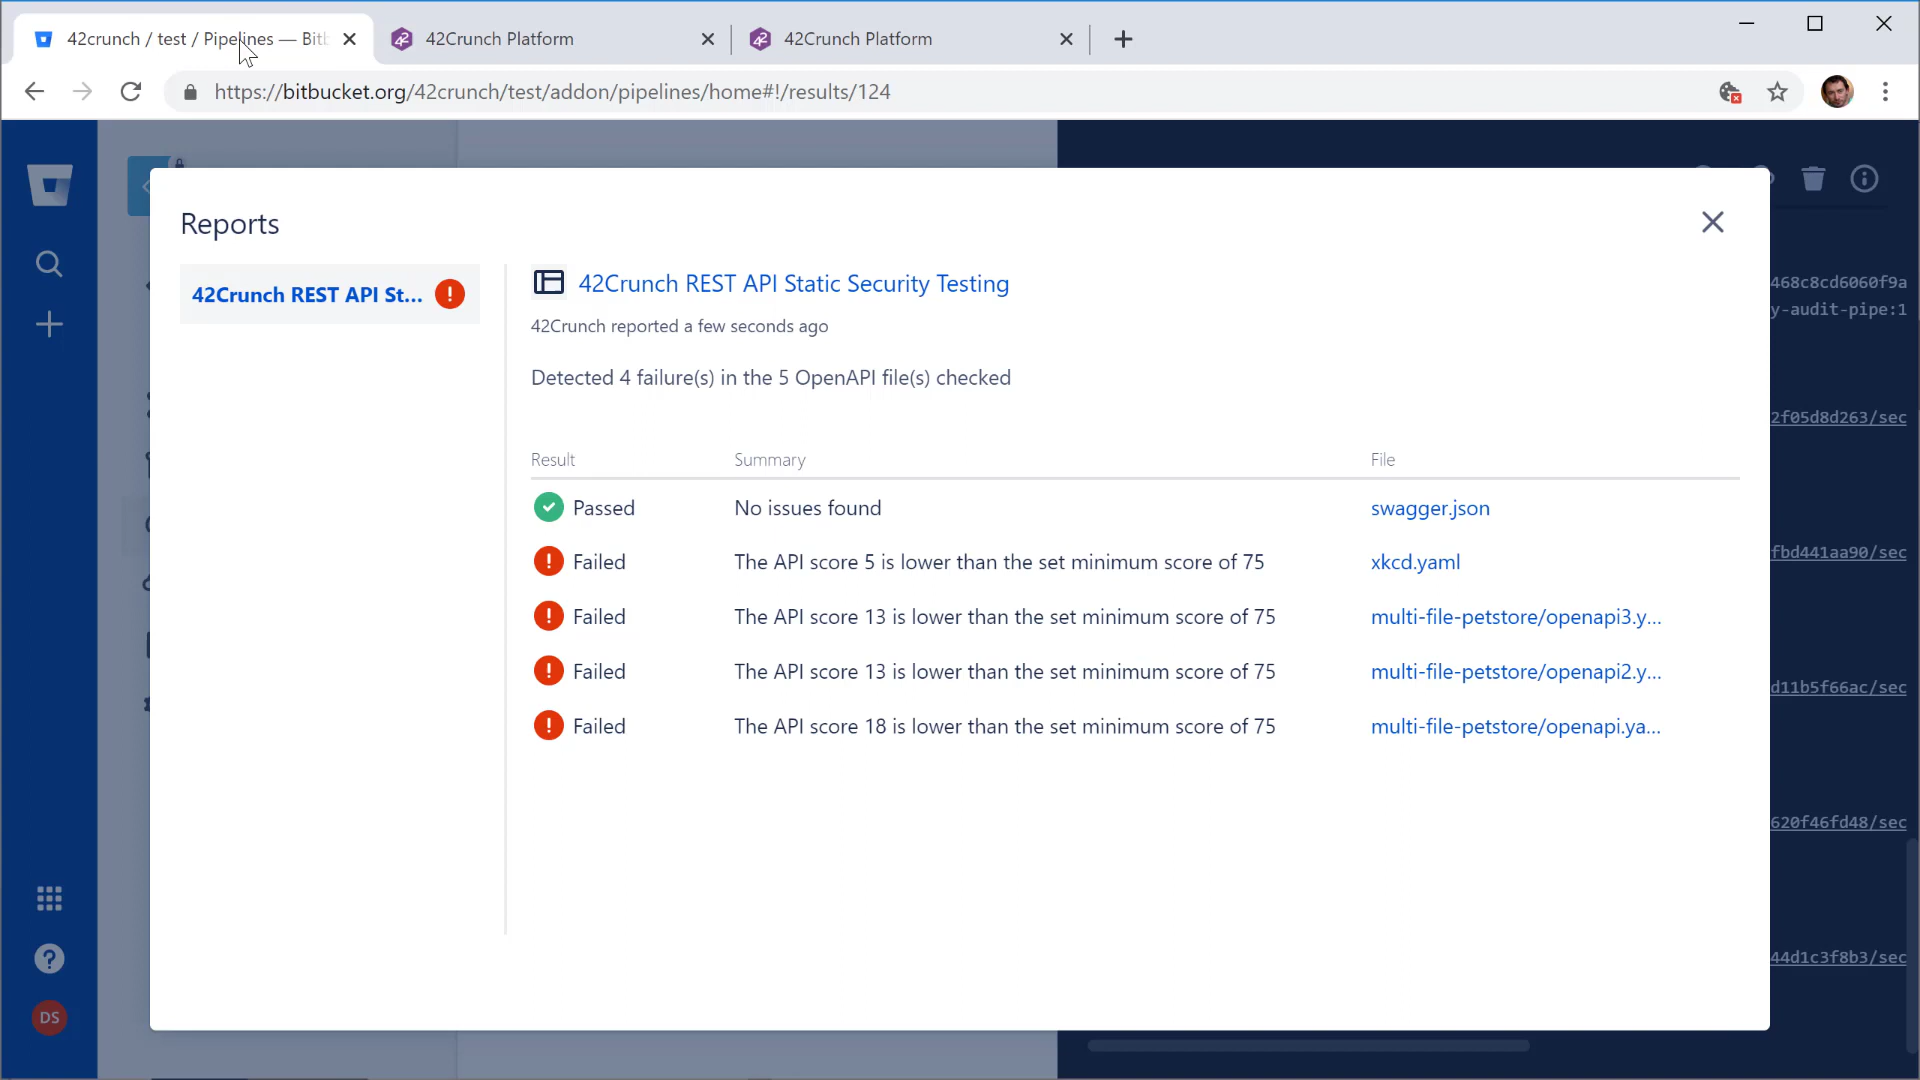 42crunch / test / Pipelines — Bitb
42Crunch Platform
42Crunch Platform
https://bitbucket.org/42crunch/test/addon/pipelines/home#!/results/124
Reports
42Crunch REST API St...
42Crunch REST API Static Security Testing
42Crunch reported a few seconds ago
Detected 4 failure(s) in the 5 OpenAPI file(s) checked
Result Summary File
Passed No issues found swagger.json
Failed The API score 5 is lower than the set minimum score of 75 xkcd.yaml
Failed The API score 13 is lower than the set minimum score of 75 multi-file-petstore/openapi3.y...
Failed The API score 13 is lower than the set minimum score of 75 multi-file-petstore/openapi2.y...
Failed The API score 18 is lower than the set minimum score of 75 multi-file-petstore/openapi.ya...
468c8cd6060f9a
y-audit-pipe:1
2f05d8d263/sec
fbd441aa90/sec
d11b5f66ac/sec
620f46fd48/sec
44d1c3f8b3/sec
DS